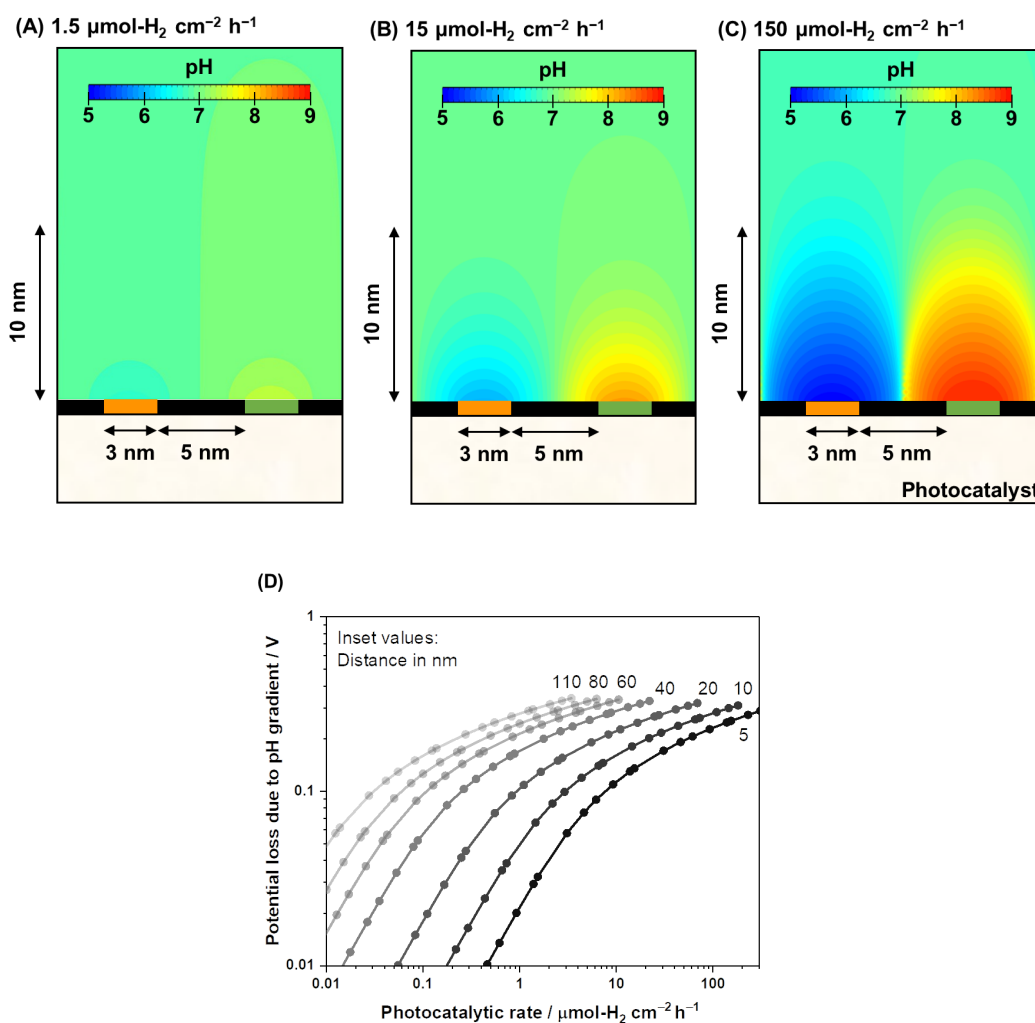 (A) 1.5 μmol-H₂ cm⁻² h⁻¹
pH
5 6 7 8 9
10 nm
3 nm 5 nm
(B) 15 μmol-H₂ cm⁻² h⁻¹
pH
5 6 7 8 9
10 nm
3 nm 5 nm
(C) 150 μmol-H₂ cm⁻² h⁻¹
pH
5 6 7 8 9
10 nm
3 nm 5 nm
Photocatalyst
(D)
Potential loss due to pH gradient / V
1
0.1
0.01
Inset values:
Distance in nm
110 80 60 40 20 10
5
0.01 0.1 1 10 100
Photocatalytic rate / μmol-H₂ cm⁻² h⁻¹